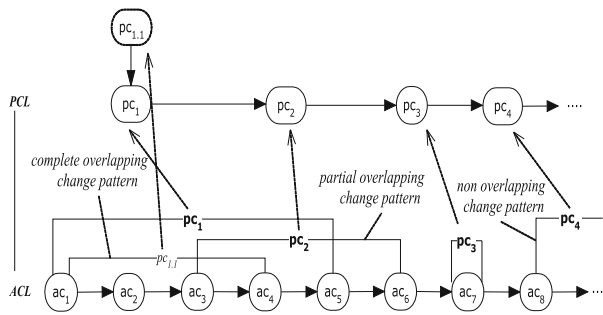 pc1.1
PCL
pc1
pc2
pc3
pc4
....
complete overlapping
change pattern
partial overlapping
change pattern
non overlapping
change pattern
pc1
pc2
pc3
pc4
pc1.1
ACL
ac1
ac2
ac3
ac4
ac5
ac6
ac7
ac8
...